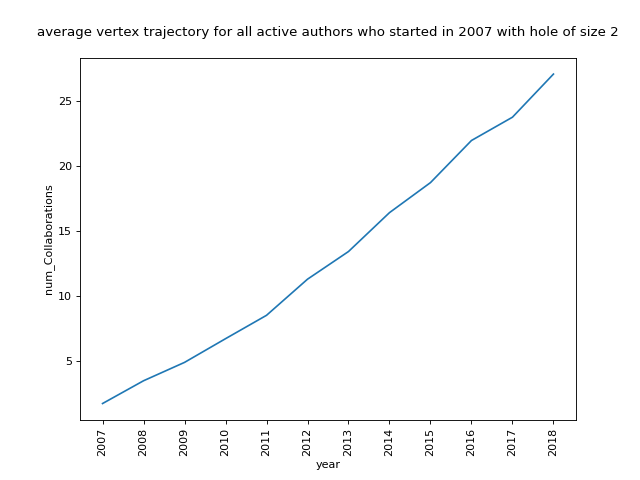 average vertex trajectory for all active authors who started in 2007 with hole of size 2
25
20
15
10
5
num_Collaborations
2007 2008 2009 2010 2011 2012 2013 2014 2015 2016 2017 2018
year